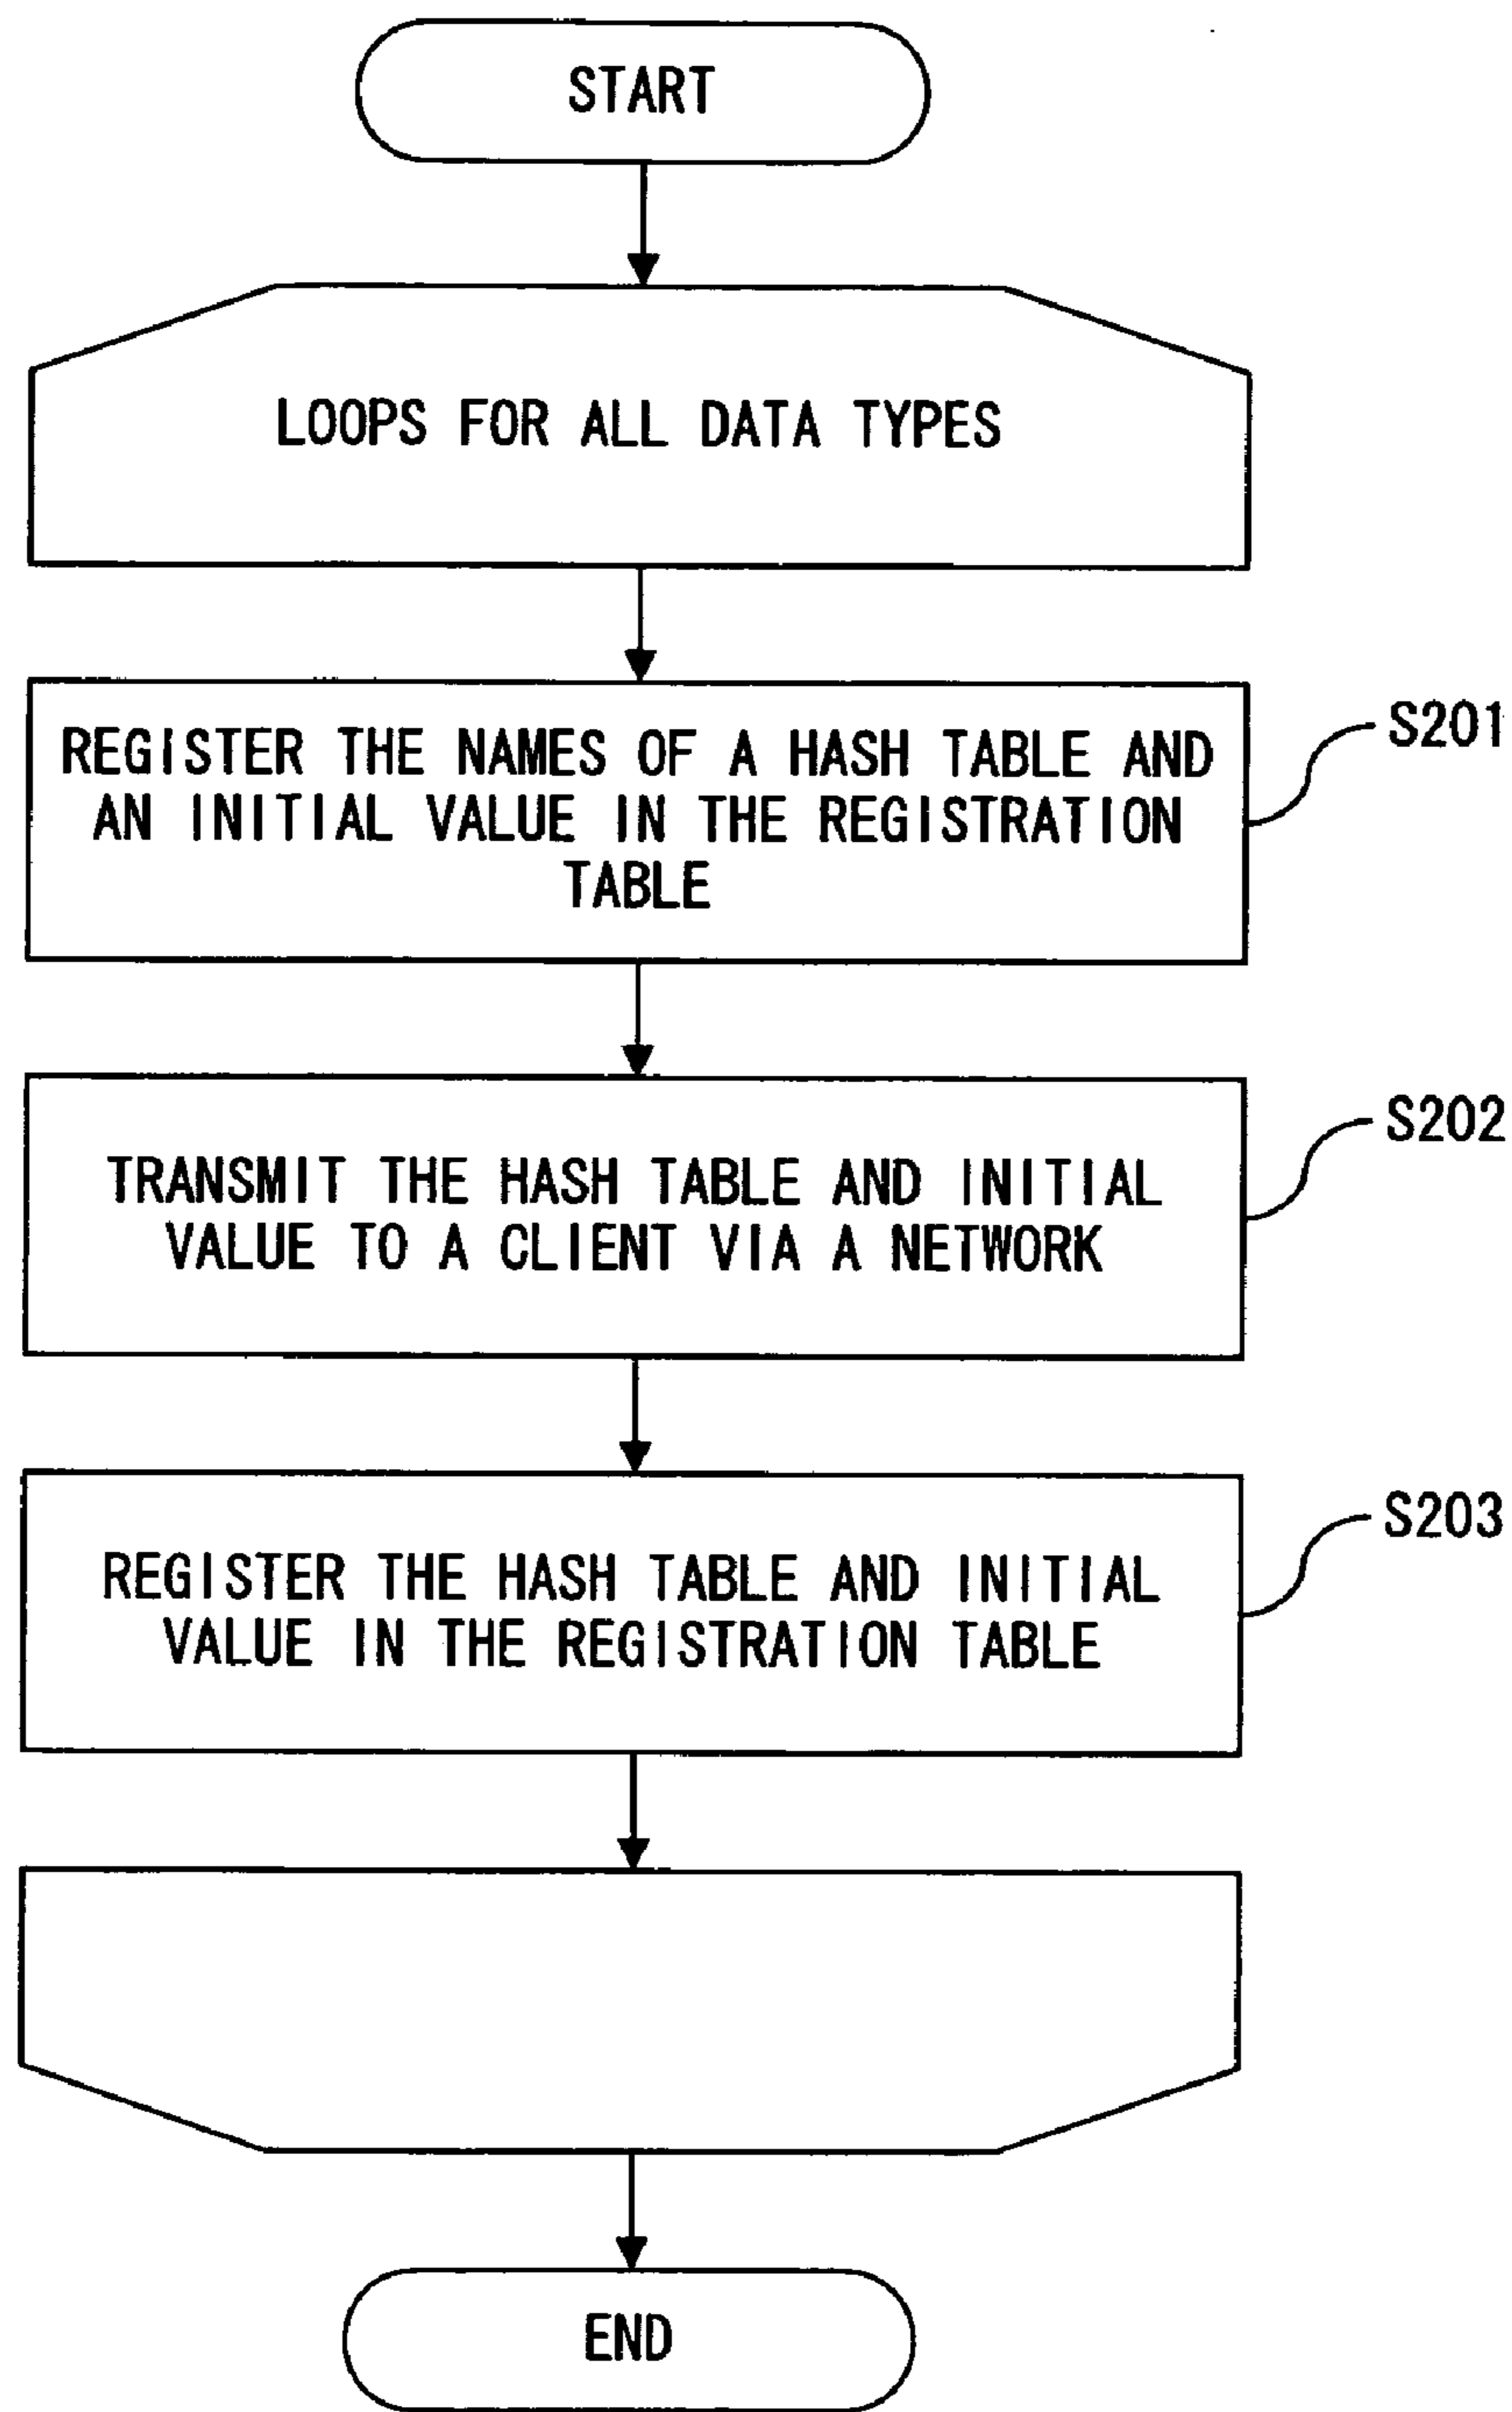 START
LOOPS FOR ALL DATA TYPES
REGISTER THE NAMES OF A HASH TABLE AND
AN INITIAL VALUE IN THE REGISTRATION
TABLE
S201
TRANSMIT THE HASH TABLE AND INITIAL
VALUE TO A CLIENT VIA A NETWORK
S202
REGISTER THE HASH TABLE AND INITIAL
VALUE IN THE REGISTRATION TABLE
S203
END